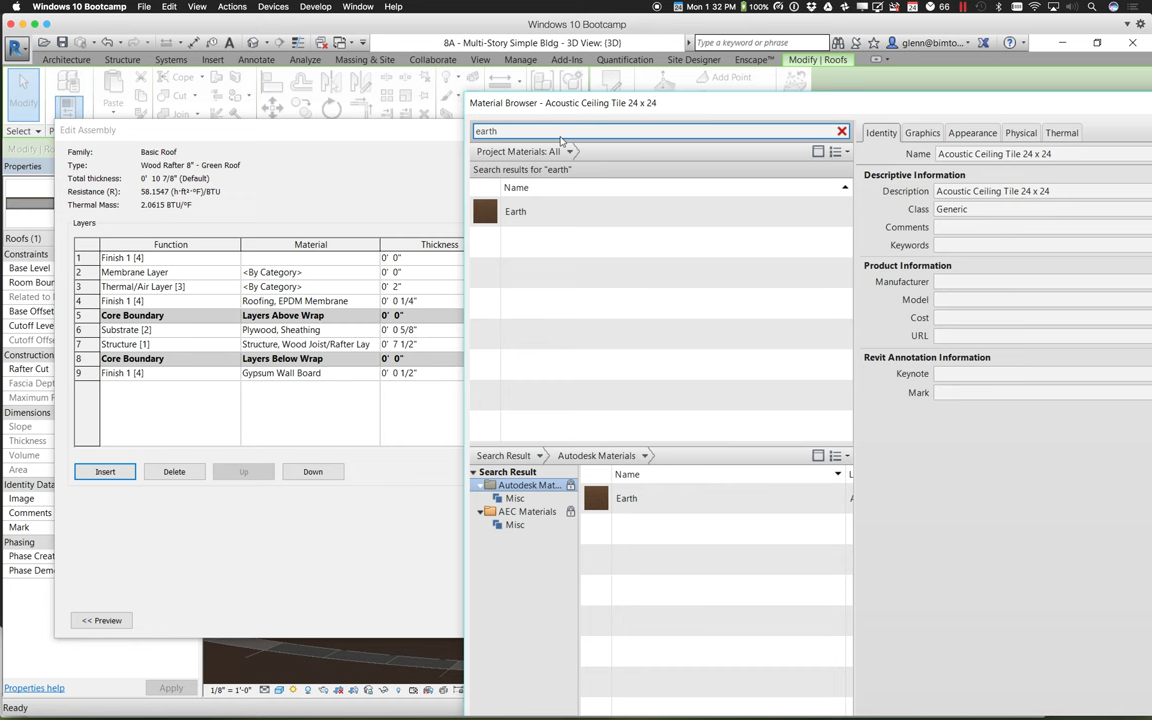 Windows 10 Bootcamp File Edit View Actions Devices Develop Window Help Mon 1:32 PM 100% 24 66
Windows 10 Bootcamp
8A - Multi-Story Simple Bldg - 3D View: {3D} Type a keyword or phrase glenn@bimto...
Architecture Structure Systems Insert Annotate Analyze Massing & Site Collaborate View Manage Add-Ins Enscape™ Quantification Site Designer Modify | Roofs
Modify Paste Cope Cut Join Add Point
Select
Material Browser - Acoustic Ceiling Tile 24 x 24
Edit Assembly
Family: Basic Roof
Type: Wood Rafter 8" - Green Roof
Total thickness: 0' 10 7/8" (Default)
Resistance (R): 58.1547 (h·ft²·°F)/BTU
Thermal Mass: 2.0615 BTU/°F
Layers
Function Material Thickness
1 Finish 1 [4] 0' 0"
2 Membrane Layer <By Category> 0' 0"
3 Thermal/Air Layer [3] <By Category> 0' 2"
4 Finish 1 [4] Roofing, EPDM Membrane 0' 0 1/4"
5 Core Boundary Layers Above Wrap 0' 0"
6 Substrate [2] Plywood, Sheathing 0' 0 5/8"
7 Structure [1] Structure, Wood Joist/Rafter Lay 0' 7 1/2"
8 Core Boundary Layers Below Wrap 0' 0"
9 Finish 1 [4] Gypsum Wall Board 0' 0 1/2"
Insert Delete Up Down
<< Preview
Modify | Roofs
Properties
Roofs (1)
Constraints
Base Level
Room Boun
Related to
Base Offset
Cutoff Level
Cutoff Offs
Construction
Rafter Cut
Fascia Dept
Maximum R
Dimensions
Slope
Thickness
Volume
Area
Identity Data
Image
Comments
Mark
Phasing
Phase Creat
Phase Demo
Properties help Apply
Ready
1/8" = 1'-0"
earth
Project Materials: All
Search results for "earth"
Name
Earth
Search Result Autodesk Materials
Search Result
Autodesk Mat...
Misc
AEC Materials
Misc
Name L
Earth A
Identity Graphics Appearance Physical Thermal
Name Acoustic Ceiling Tile 24 x 24
Descriptive Information
Description Acoustic Ceiling Tile 24 x 24
Class Generic
Comments
Keywords
Product Information
Manufacturer
Model
Cost
URL
Revit Annotation Information
Keynote
Mark